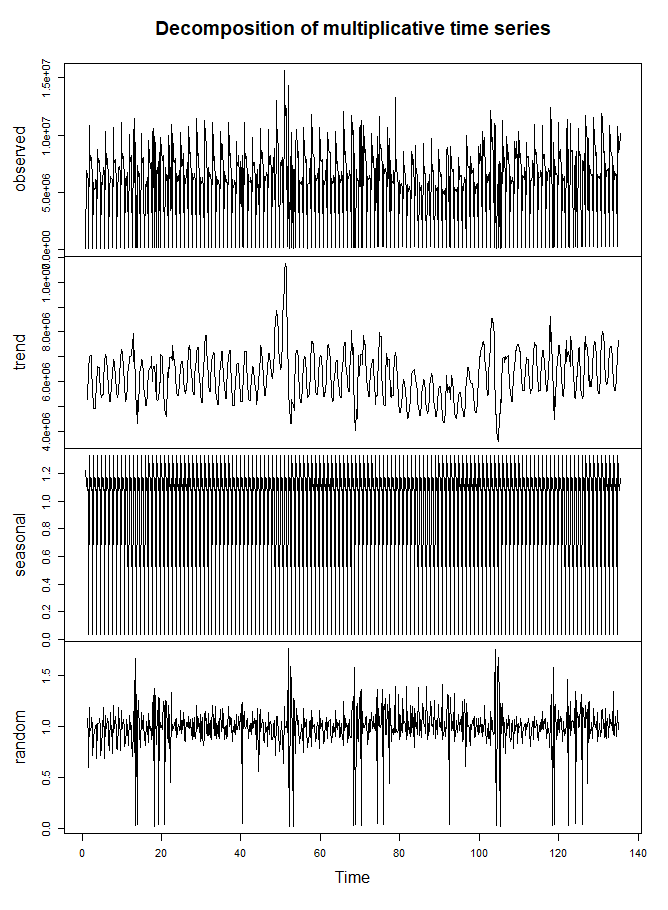 Decomposition of multiplicative time series
observed
1.5e+07
1.0e+07
5.0e+06
0.0e+00
trend
1.0e+07
8.0e+06
6.0e+06
4.0e+06
seasonal
1.2
1.0
0.8
0.6
0.4
0.2
0.0
random
1.5
1.0
0.5
0.0
0 20 40 60 80 100 120 140
Time